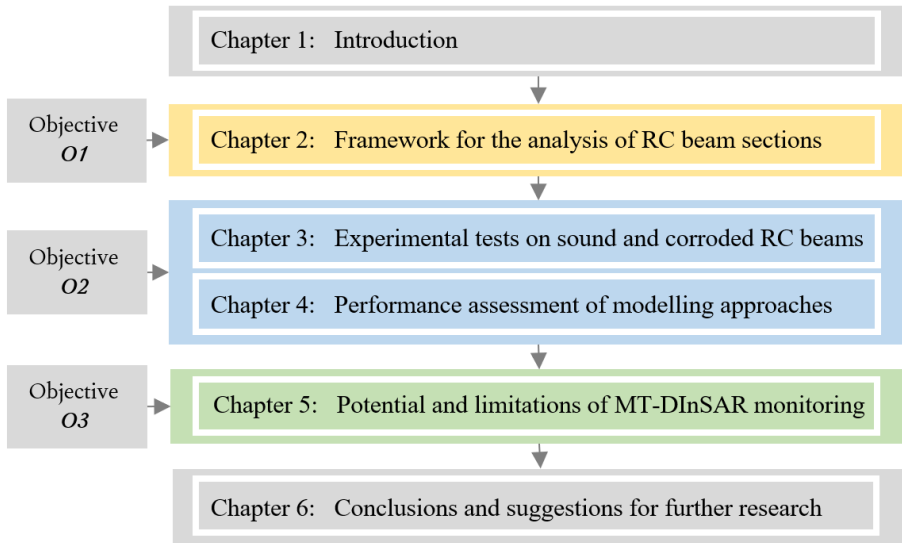 Chapter 1: Introduction
Objective
O1
Chapter 2: Framework for the analysis of RC beam sections
Objective
O2
Chapter 3: Experimental tests on sound and corroded RC beams
Chapter 4: Performance assessment of modelling approaches
Objective
O3
Chapter 5: Potential and limitations of MT-DInSAR monitoring
Chapter 6: Conclusions and suggestions for further research